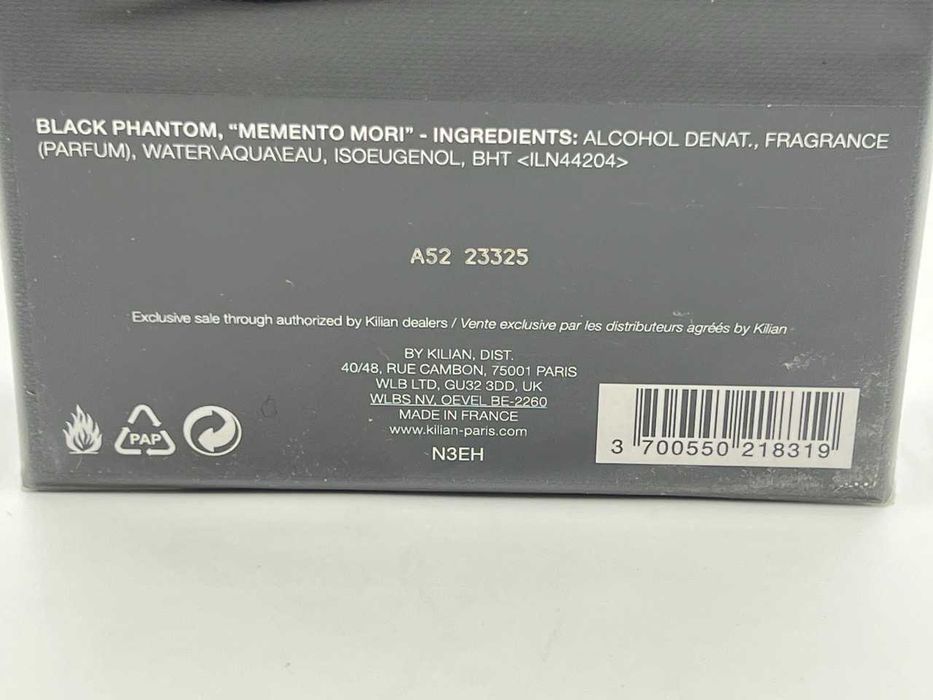 BLACK PHANTOM, “MEMENTO MORI” - INGREDIENTS: ALCOHOL DENAT., FRAGRANCE
(PARFUM), WATER\AQUA\EAU, ISOEUGENOL, BHT <ILN44204>
A52 23325
Exclusive sale through authorized by Kilian dealers / Vente exclusive par les distributeurs agréés by Kilian
BY KILIAN, DIST.
40/48, RUE CAMBON, 75001 PARIS
WLB LTD, GU32 3DD, UK
WLBS NV, OEVEL BE-2260
MADE IN FRANCE
www.kilian-paris.com
N3EH
PAP
3 700550 218319